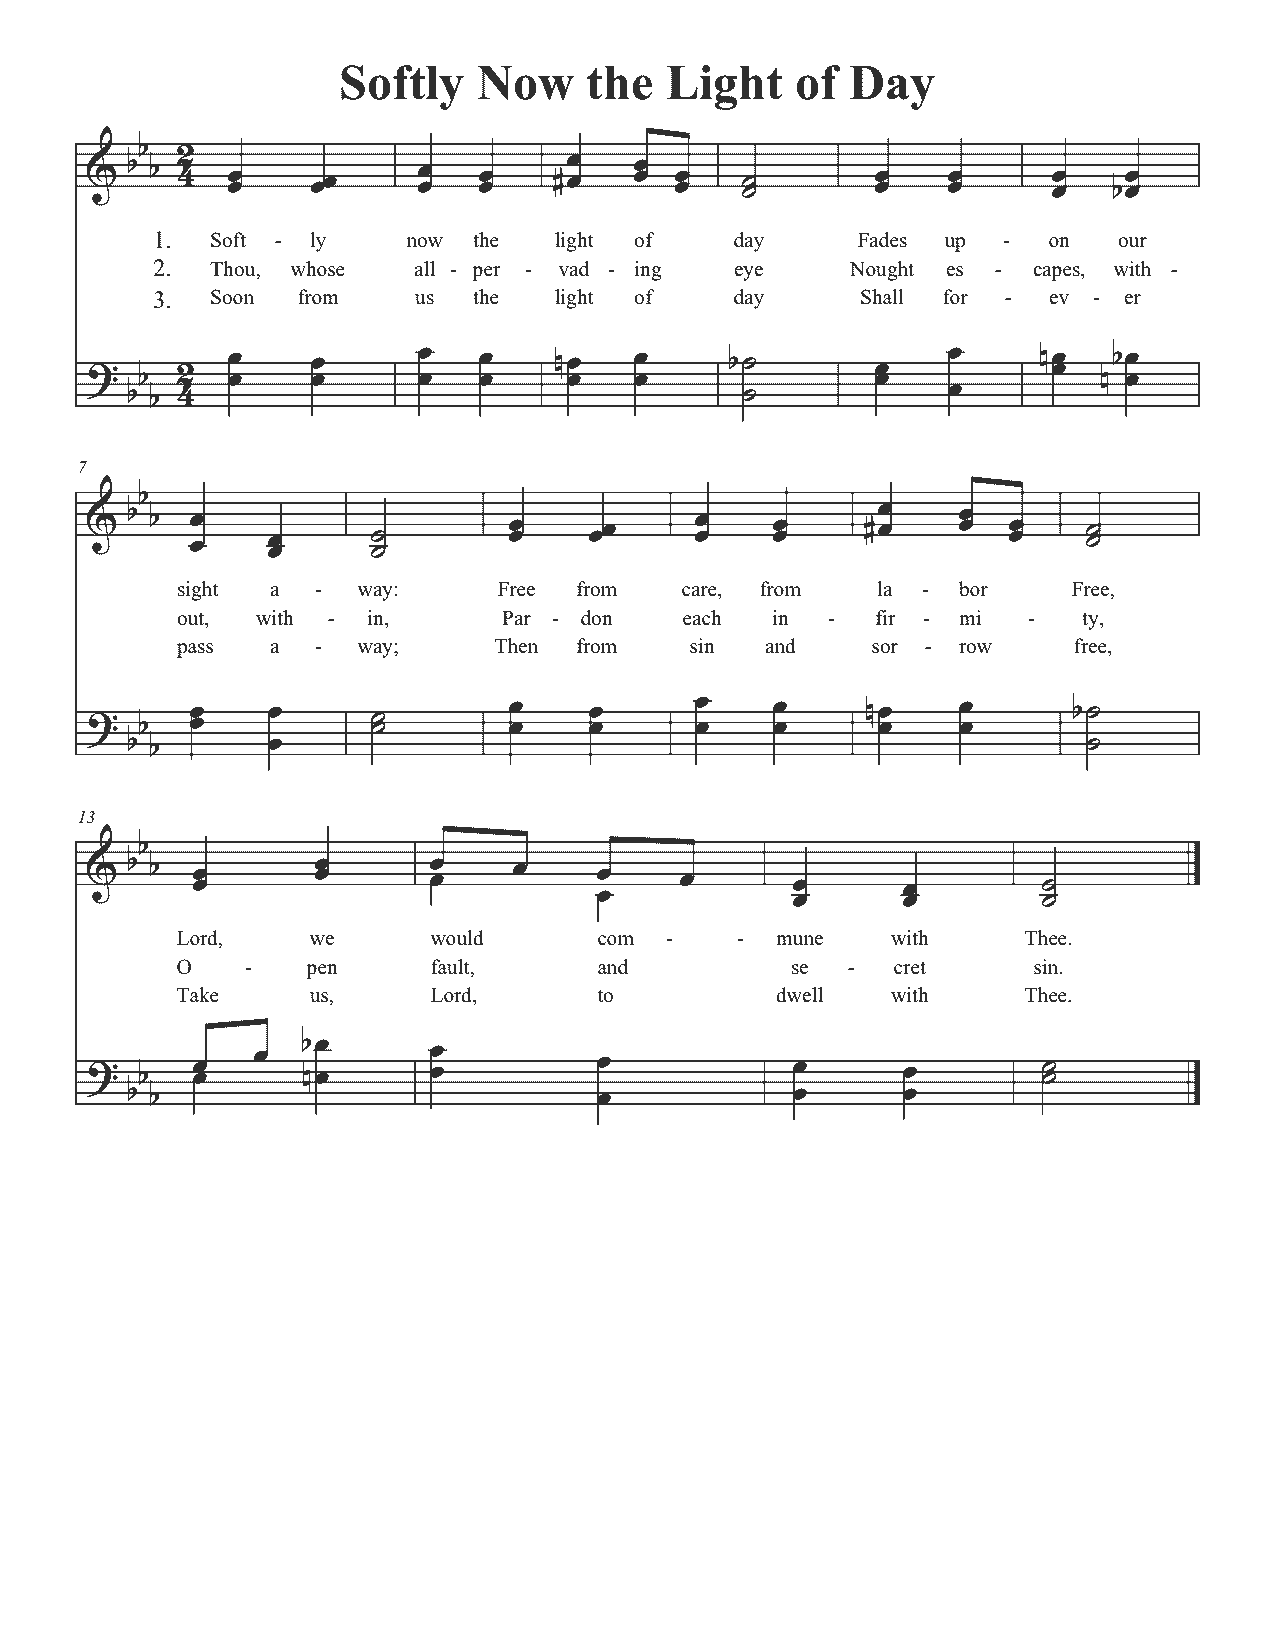 Softly Now the Light of Day
2
4
1. Soft - ly now the light of day Fades up - on our
2. Thou, whose all - per - vad - ing eye Nought es - capes, with -
3. Soon from us the light of day Shall for - ev - er
2
4
7
sight a - way: Free from care, from la - bor Free,
out, with - in, Par - don each in - fir - mi - ty,
pass a - way; Then from sin and sor - row free,
13
Lord, we would com - - mune with Thee.
O - pen fault, and se - cret sin.
Take us, Lord, to dwell with Thee.